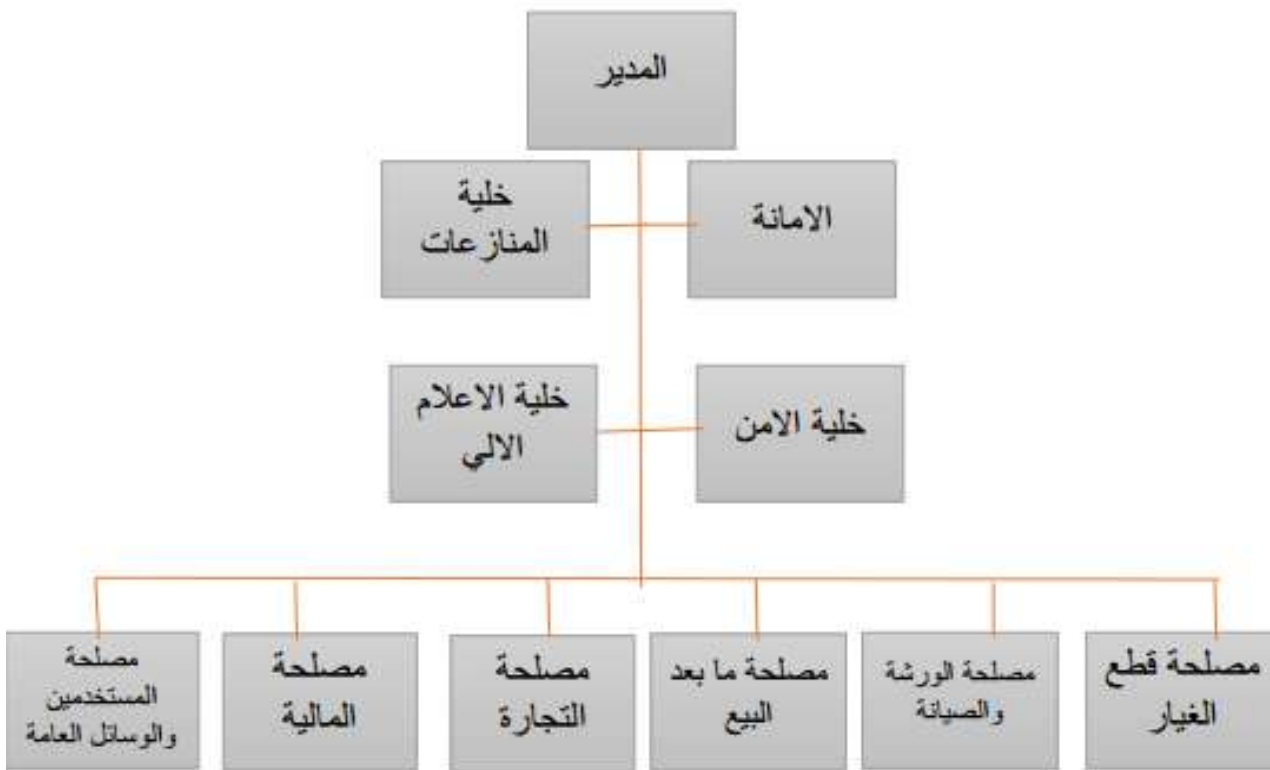 المدير
الامانة
خلية
المنازعات
خلية الامن
خلية الاعلام
الالي
مصلحة قطع
الغيار
مصلحة الورشة
والصيانة
مصلحة ما بعد
البيع
مصلحة
التجارة
مصلحة
المالية
مصلحة
المستخدمين
والوسائل العامة